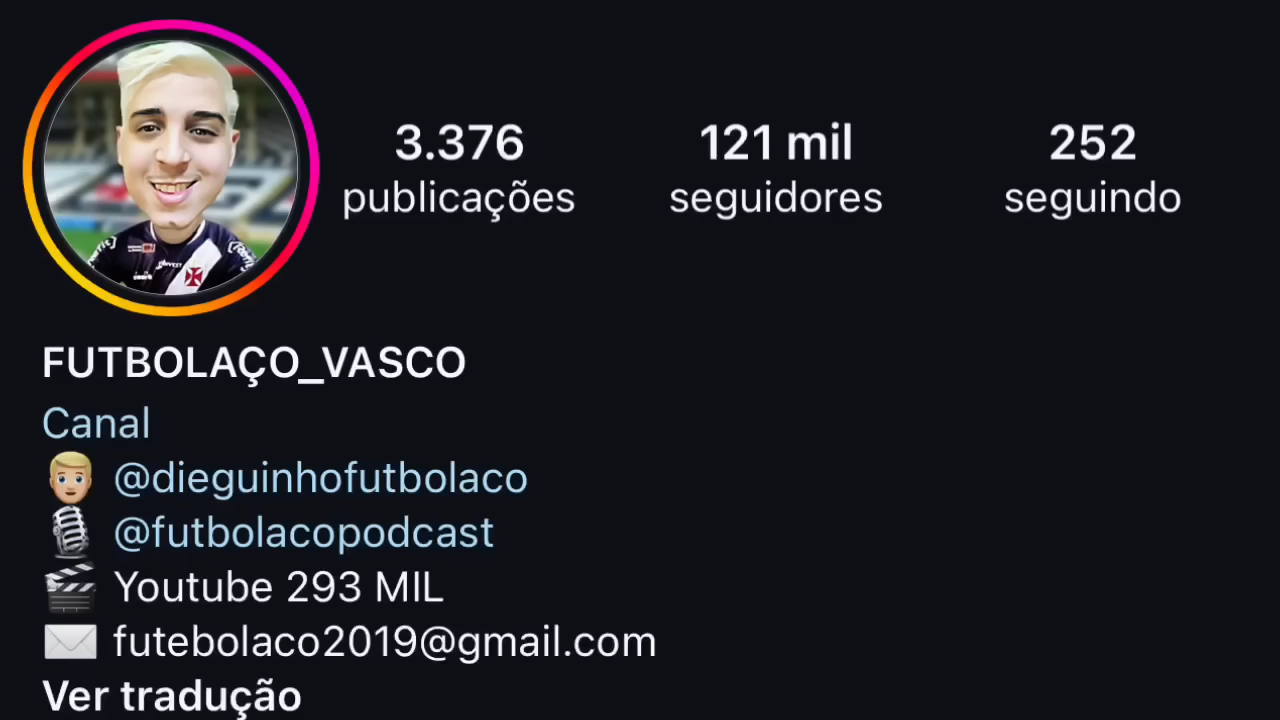 3.376
publicações
121 mil
seguidores
252
seguindo
FUTBOLAÇO_VASCO
Canal
@dieguinhofutbolaco
@futbolacopodcast
Youtube 293 MIL
futebolaco2019@gmail.com
Ver tradução